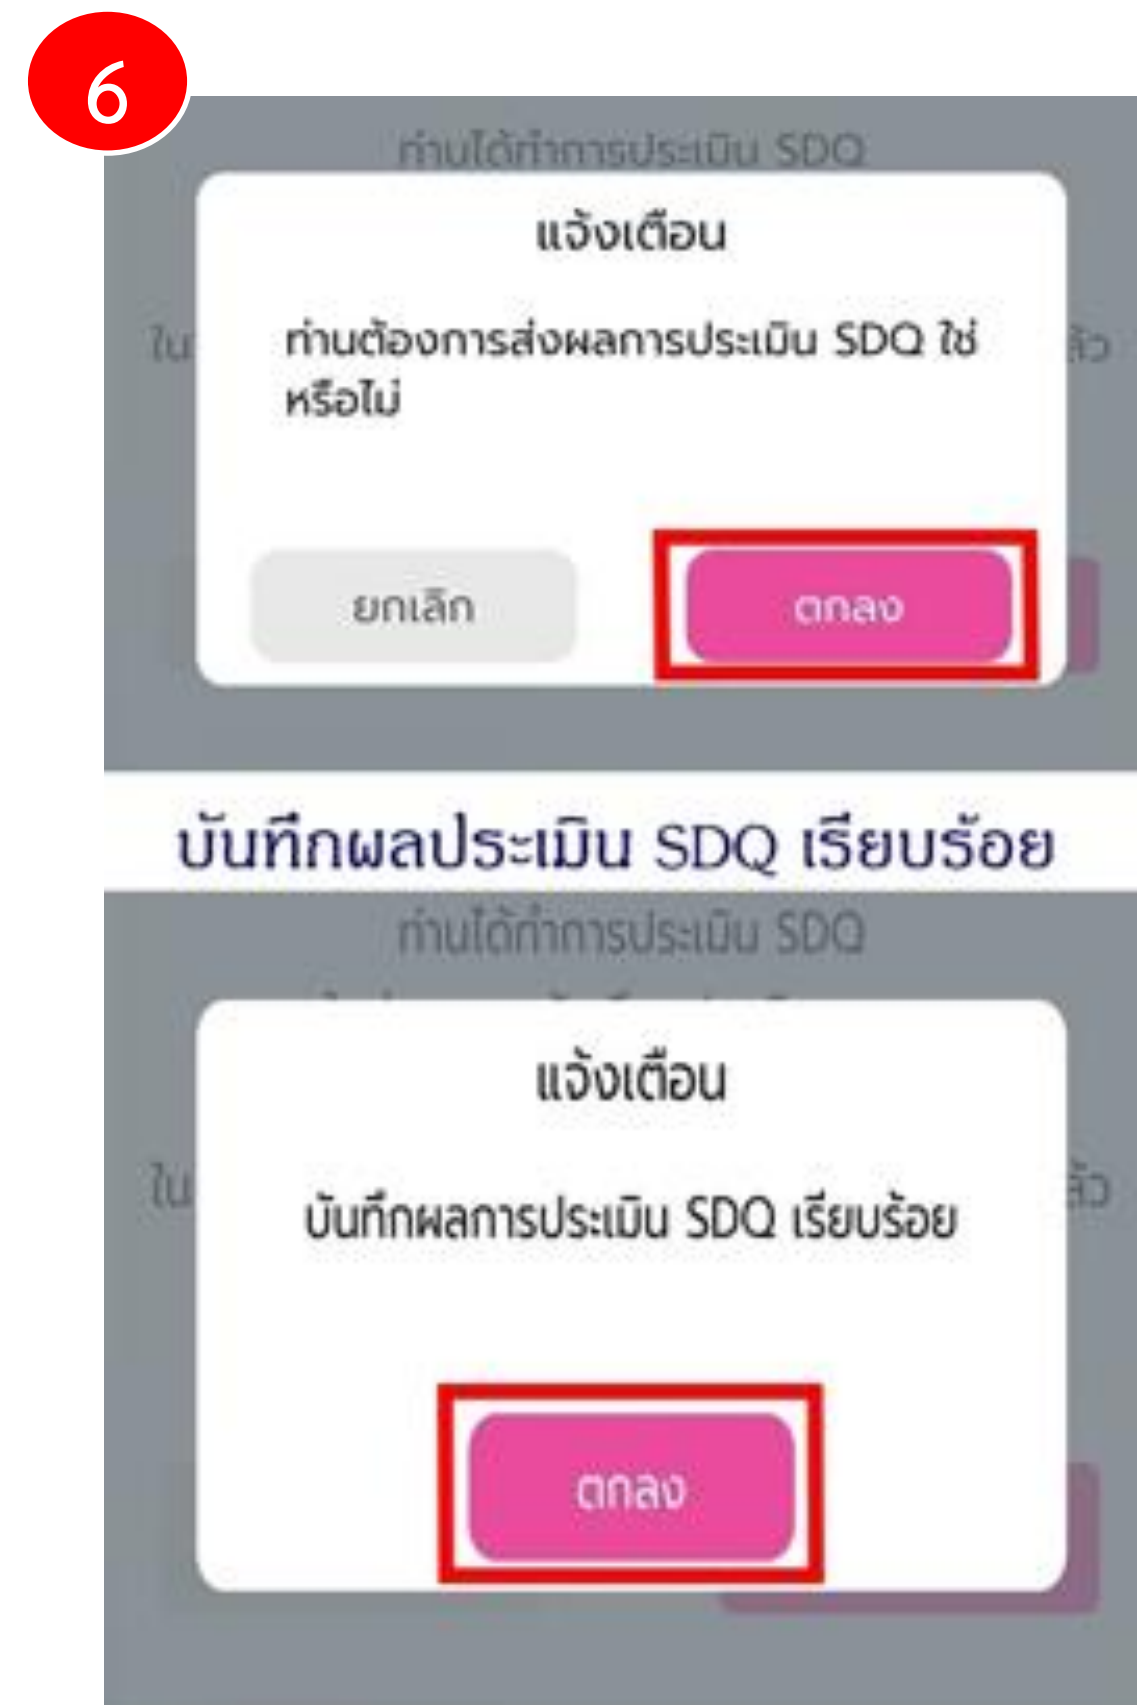 6
ท่านได้ทำการประเมิน SDQ
แจ้งเตือน
ท่านต้องการส่งผลการประเมิน SDQ ใช่
หรือไม่
ใน
ยกเลิก
ตกลง
บันทึกผลประเมิน SDQ เรียบร้อย
ท่านได้ทำการประเมิน SDQ
แจ้งเตือน
ใน
บันทึกผลการประเมิน SDQ เรียบร้อย
ตกลง